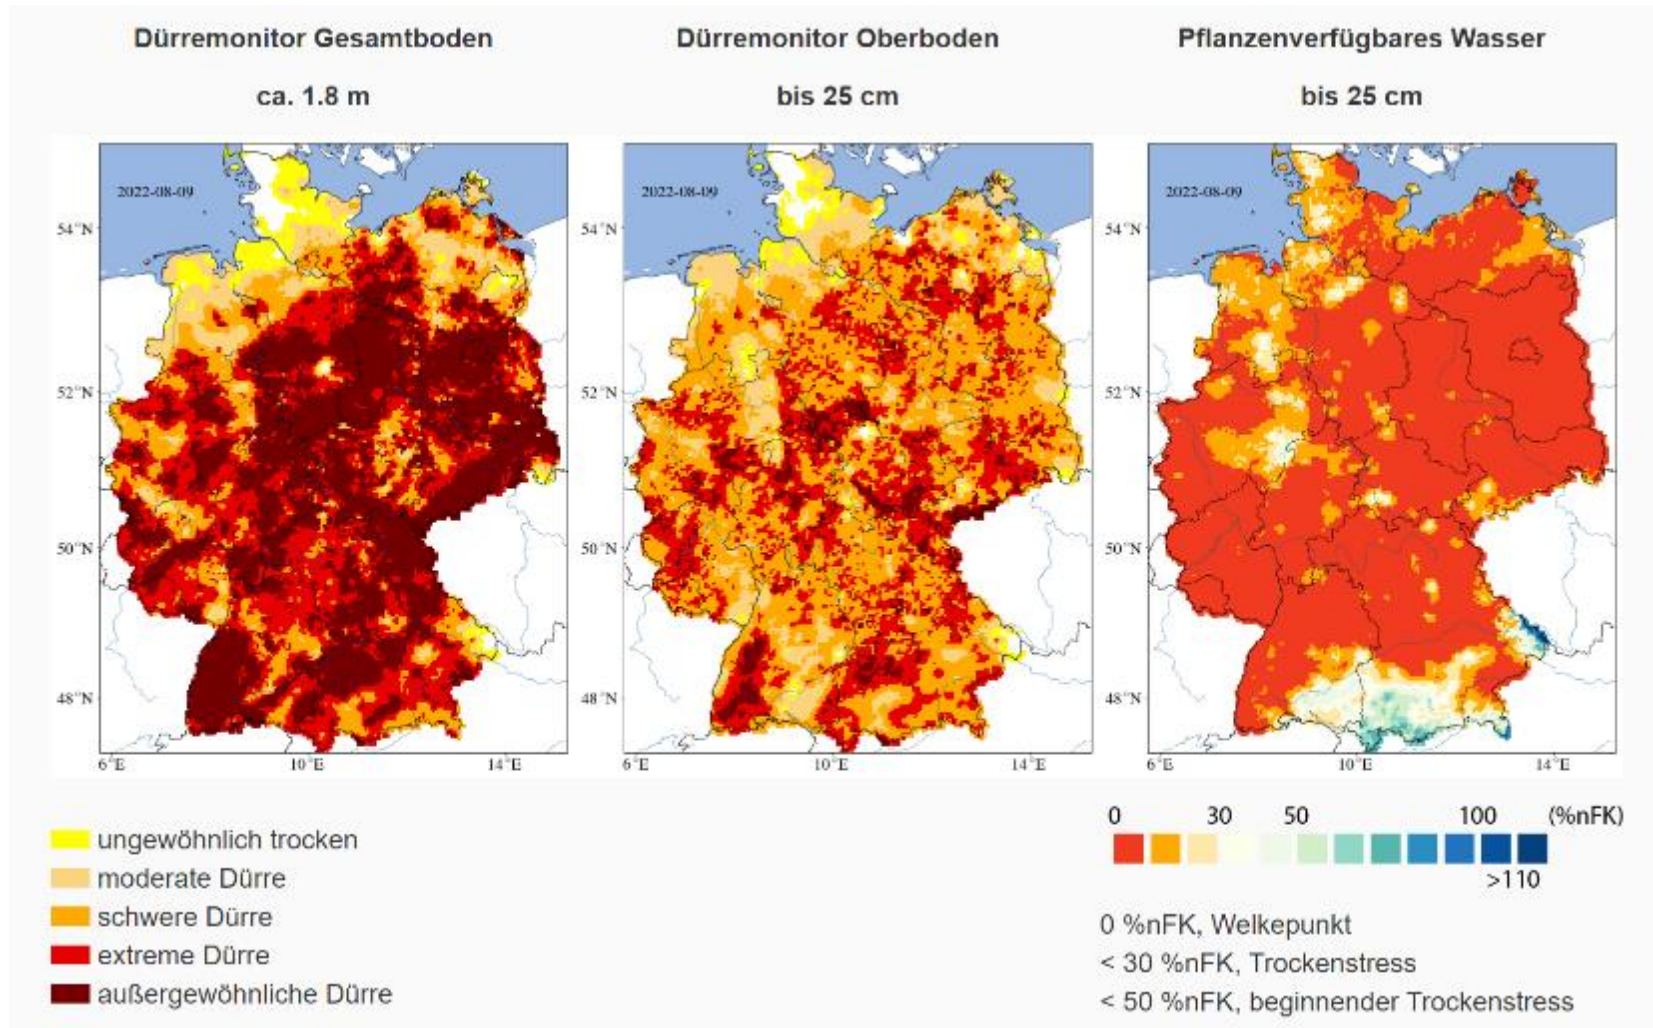 Dürremonitor Gesamtboden
ca. 1.8 m
Dürremonitor Oberboden
bis 25 cm
Pflanzenverfügbares Wasser
bis 25 cm
2022-08-09
54°N
52°N
50°N
48°N
6°E
10°E
14°E
2022-08-09
54°N
52°N
50°N
48°N
6°E
10°E
14°E
2022-08-09
54°N
52°N
50°N
48°N
6°E
10°E
14°E
ungewöhnlich trocken
moderate Dürre
schwere Dürre
extreme Dürre
außergewöhnliche Dürre
0 30 50 100 (%nFK)
>110
0 %nFK, Welkepunkt
< 30 %nFK, Trockenstress
< 50 %nFK, beginnender Trockenstress